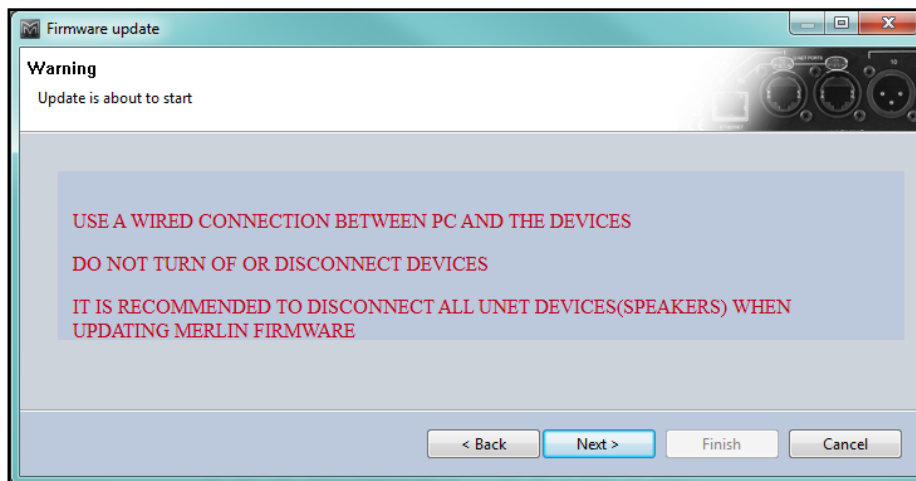 Firmware update
Warning
Update is about to start
USE A WIRED CONNECTION BETWEEN PC AND THE DEVICES
DO NOT TURN OF OR DISCONNECT DEVICES
IT IS RECOMMENDED TO DISCONNECT ALL UNET DEVICES(SPEAKERS) WHEN
UPDATING MERLIN FIRMWARE
< Back
Next >
Finish
Cancel